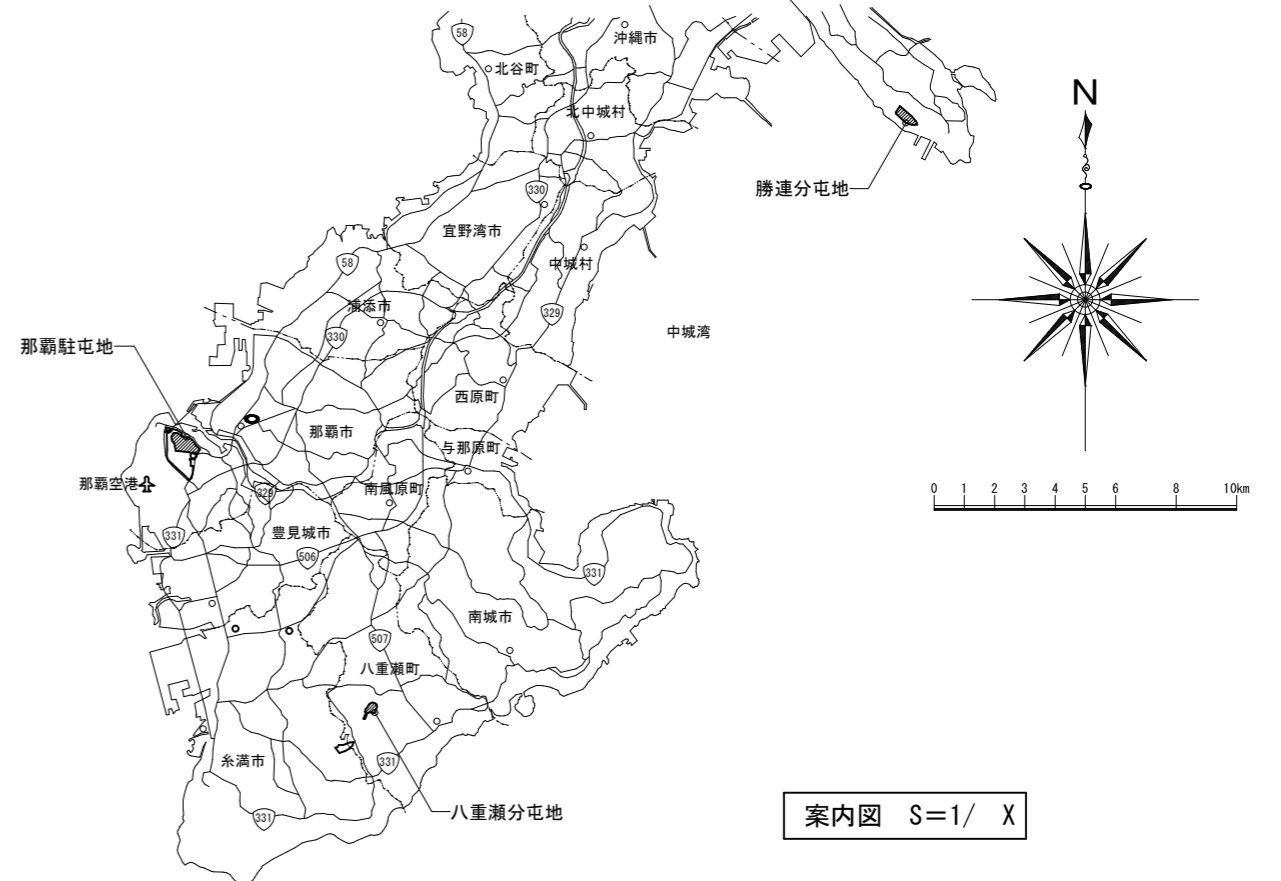 58
沖縄市
北谷町
N
北中城村
勝連分屯地
330
宜野湾市
中城村
58
浦添市
329
330
中城湾
那覇駐屯地
西原町
那覇市
与那原町
那覇空港
329
南風原町
0 1 2 3 4 5 6 8 10km
331
豊見城市
506
331
南城市
507
八重瀬町
糸満市
331
331
八重瀬分屯地
案内図 S=1/ X